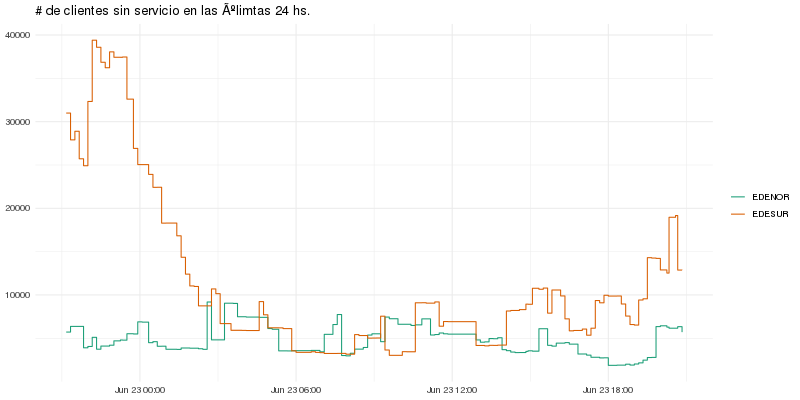 # de clientes sin servicio en las Ãºlimtas 24 hs.
40000
30000
20000
10000
Jun 23 00:00
Jun 23 06:00
Jun 23 12:00
Jun 23 18:00
EDENOR
EDESUR